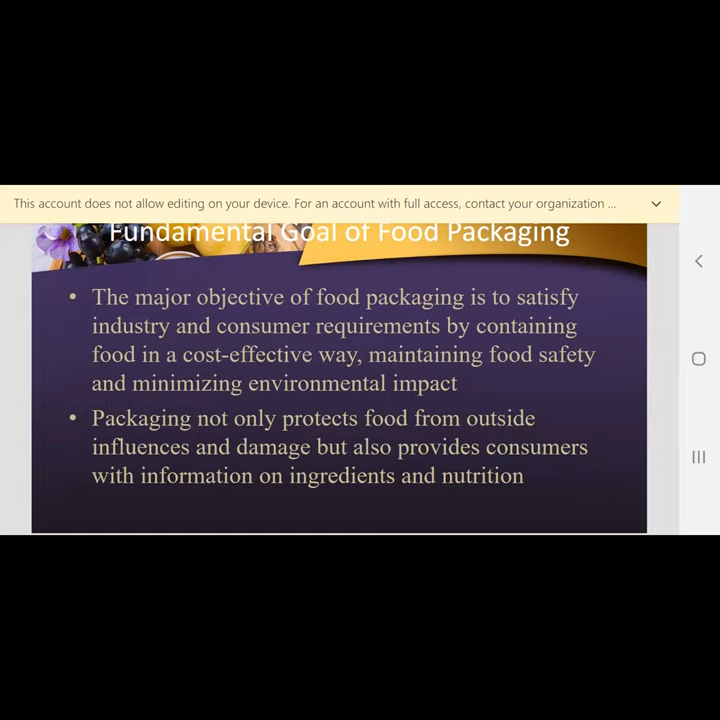 This account does not allow editing on your device. For an account with full access, contact your organization ...
Fundamental Goal of Food Packaging
• The major objective of food packaging is to satisfy
industry and consumer requirements by containing
food in a cost-effective way, maintaining food safety
and minimizing environmental impact
• Packaging not only protects food from outside
influences and damage but also provides consumers
with information on ingredients and nutrition